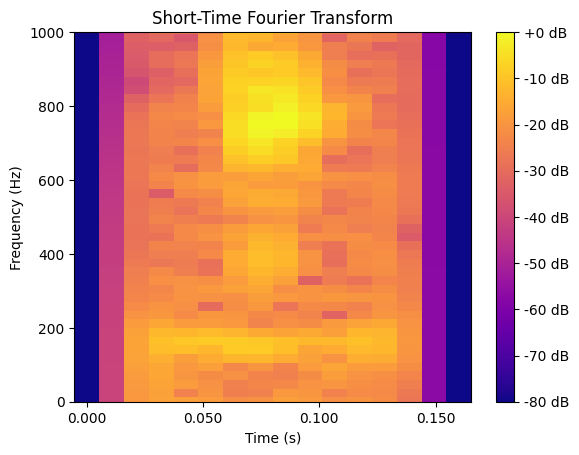 Short-Time Fourier Transform
1000
800
600
400
200
0
Frequency (Hz)
0.000
0.050
0.100
0.150
Time (s)
+0 dB
-10 dB
-20 dB
-30 dB
-40 dB
-50 dB
-60 dB
-70 dB
-80 dB